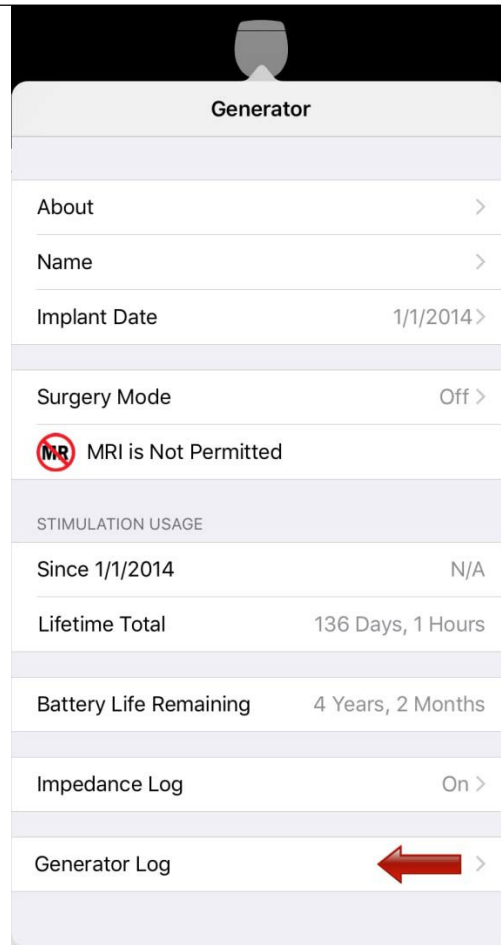 Generator
About
Name
Implant Date 1/1/2014
Surgery Mode Off
MR MRI is Not Permitted
STIMULATION USAGE
Since 1/1/2014 N/A
Lifetime Total 136 Days, 1 Hours
Battery Life Remaining 4 Years, 2 Months
Impedance Log On
Generator Log